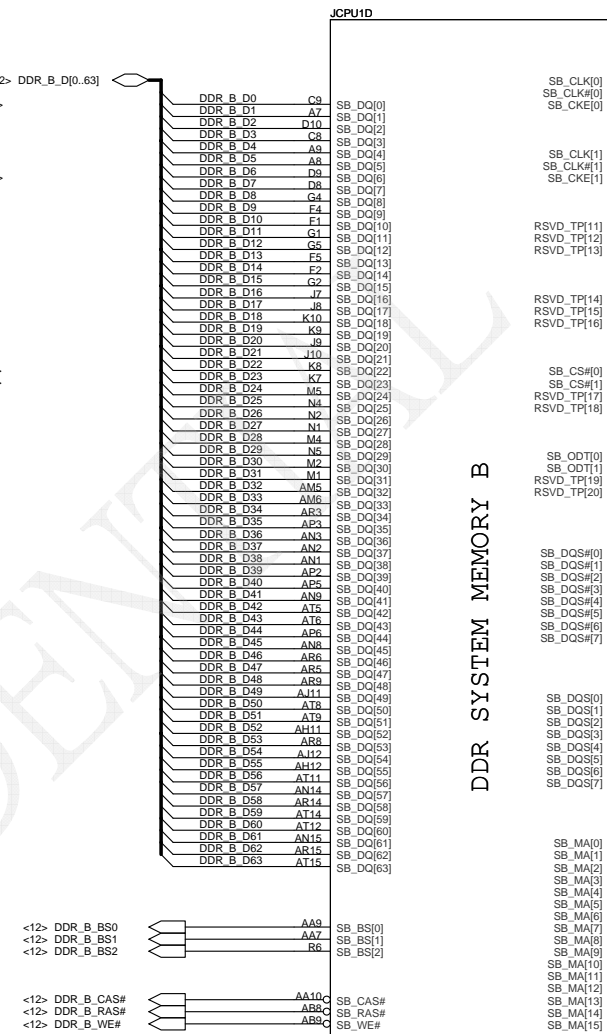 JCPU1D
2> DDR_B_D[0..63]
DDR_B_D0 C9 SB_DQ[0]
DDR_B_D1 A7 SB_DQ[1]
DDR_B_D2 D10 SB_DQ[2]
DDR_B_D3 C8 SB_DQ[3]
DDR_B_D4 A9 SB_DQ[4]
DDR_B_D5 A8 SB_DQ[5]
DDR_B_D6 D9 SB_DQ[6]
DDR_B_D7 D8 SB_DQ[7]
DDR_B_D8 G4 SB_DQ[8]
DDR_B_D9 F4 SB_DQ[9]
DDR_B_D10 F1 SB_DQ[10]
DDR_B_D11 G1 SB_DQ[11]
DDR_B_D12 G5 SB_DQ[12]
DDR_B_D13 F5 SB_DQ[13]
DDR_B_D14 F2 SB_DQ[14]
DDR_B_D15 G2 SB_DQ[15]
DDR_B_D16 J7 SB_DQ[16]
DDR_B_D17 J8 SB_DQ[17]
DDR_B_D18 K10 SB_DQ[18]
DDR_B_D19 K9 SB_DQ[19]
DDR_B_D20 J9 SB_DQ[20]
DDR_B_D21 J10 SB_DQ[21]
DDR_B_D22 K8 SB_DQ[22]
DDR_B_D23 K7 SB_DQ[23]
DDR_B_D24 M5 SB_DQ[24]
DDR_B_D25 N4 SB_DQ[25]
DDR_B_D26 N2 SB_DQ[26]
DDR_B_D27 N1 SB_DQ[27]
DDR_B_D28 M4 SB_DQ[28]
DDR_B_D29 N5 SB_DQ[29]
DDR_B_D30 M2 SB_DQ[30]
DDR_B_D31 M1 SB_DQ[31]
DDR_B_D32 AM5 SB_DQ[32]
DDR_B_D33 AM6 SB_DQ[33]
DDR_B_D34 AR3 SB_DQ[34]
DDR_B_D35 AP3 SB_DQ[35]
DDR_B_D36 AN3 SB_DQ[36]
DDR_B_D37 AN2 SB_DQ[37]
DDR_B_D38 AN1 SB_DQ[38]
DDR_B_D39 AP2 SB_DQ[39]
DDR_B_D40 AP5 SB_DQ[40]
DDR_B_D41 AN9 SB_DQ[41]
DDR_B_D42 AT5 SB_DQ[42]
DDR_B_D43 AT6 SB_DQ[43]
DDR_B_D44 AP6 SB_DQ[44]
DDR_B_D45 AN8 SB_DQ[45]
DDR_B_D46 AR6 SB_DQ[46]
DDR_B_D47 AR5 SB_DQ[47]
DDR_B_D48 AR9 SB_DQ[48]
DDR_B_D49 AJ11 SB_DQ[49]
DDR_B_D50 AT8 SB_DQ[50]
DDR_B_D51 AT9 SB_DQ[51]
DDR_B_D52 AH11 SB_DQ[52]
DDR_B_D53 AR8 SB_DQ[53]
DDR_B_D54 AJ12 SB_DQ[54]
DDR_B_D55 AH12 SB_DQ[55]
DDR_B_D56 AT11 SB_DQ[56]
DDR_B_D57 AN14 SB_DQ[57]
DDR_B_D58 AR14 SB_DQ[58]
DDR_B_D59 AT14 SB_DQ[59]
DDR_B_D60 AT12 SB_DQ[60]
DDR_B_D61 AN15 SB_DQ[61]
DDR_B_D62 AR15 SB_DQ[62]
DDR_B_D63 AT15 SB_DQ[63]
<12> DDR_B_BS0 AA9 SB_BS[0]
<12> DDR_B_BS1 AA7 SB_BS[1]
<12> DDR_B_BS2 R6 SB_BS[2]
<12> DDR_B_CAS# AA10 SB_CAS#
<12> DDR_B_RAS# AB8 SB_RAS#
<12> DDR_B_WE# AB9 SB_WE#
DDR SYSTEM MEMORY B
SB_CLK[0]
SB_CLK#[0]
SB_CKE[0]
SB_CLK[1]
SB_CLK#[1]
SB_CKE[1]
RSVD_TP[11]
RSVD_TP[12]
RSVD_TP[13]
RSVD_TP[14]
RSVD_TP[15]
RSVD_TP[16]
SB_CS#[0]
SB_CS#[1]
RSVD_TP[17]
RSVD_TP[18]
SB_ODT[0]
SB_ODT[1]
RSVD_TP[19]
RSVD_TP[20]
SB_DQS#[0]
SB_DQS#[1]
SB_DQS#[2]
SB_DQS#[3]
SB_DQS#[4]
SB_DQS#[5]
SB_DQS#[6]
SB_DQS#[7]
SB_DQS[0]
SB_DQS[1]
SB_DQS[2]
SB_DQS[3]
SB_DQS[4]
SB_DQS[5]
SB_DQS[6]
SB_DQS[7]
SB_MA[0]
SB_MA[1]
SB_MA[2]
SB_MA[3]
SB_MA[4]
SB_MA[5]
SB_MA[6]
SB_MA[7]
SB_MA[8]
SB_MA[9]
SB_MA[10]
SB_MA[11]
SB_MA[12]
SB_MA[13]
SB_MA[14]
SB_MA[15]